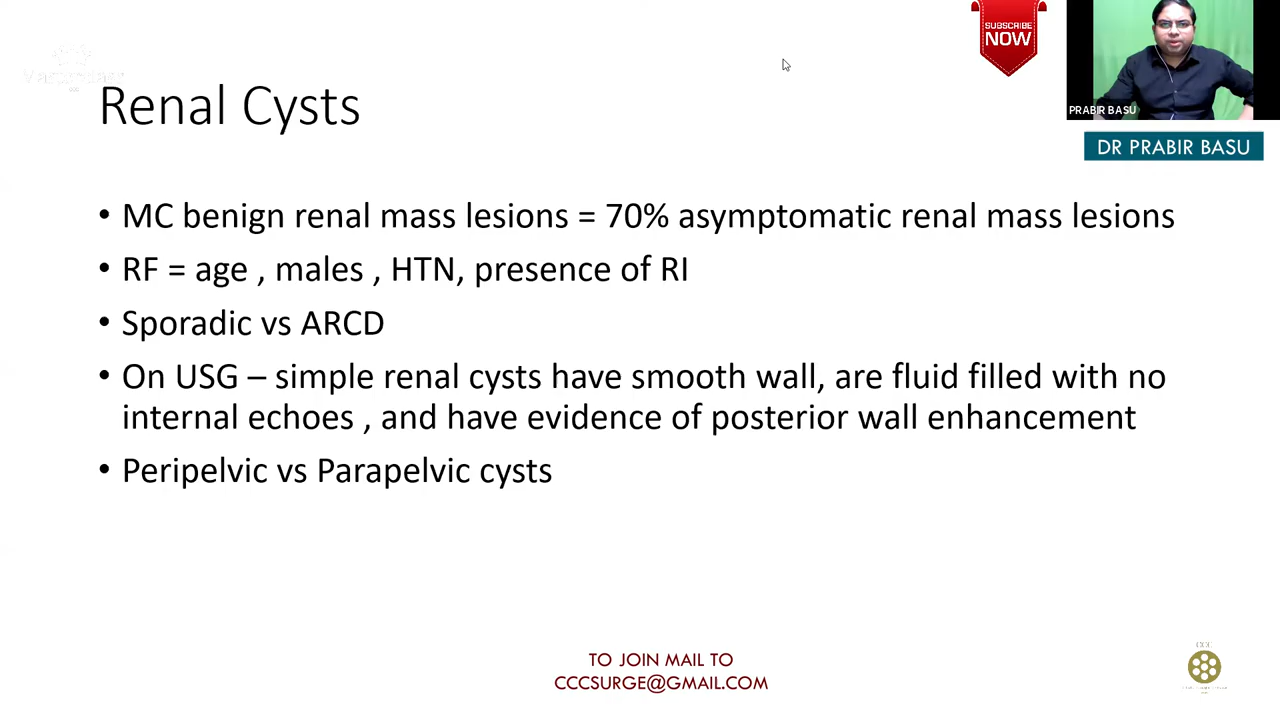 SUBSCRIBE
NOW
PRABIR BASU
DR PRABIR BASU
Renal Cysts
• MC benign renal mass lesions = 70% asymptomatic renal mass lesions
• RF = age , males , HTN, presence of RI
• Sporadic vs ARCD
• On USG – simple renal cysts have smooth wall, are fluid filled with no
internal echoes , and have evidence of posterior wall enhancement
• Peripelvic vs Parapelvic cysts
TO JOIN MAIL TO
CCCSURGE@GMAIL.COM
CCC